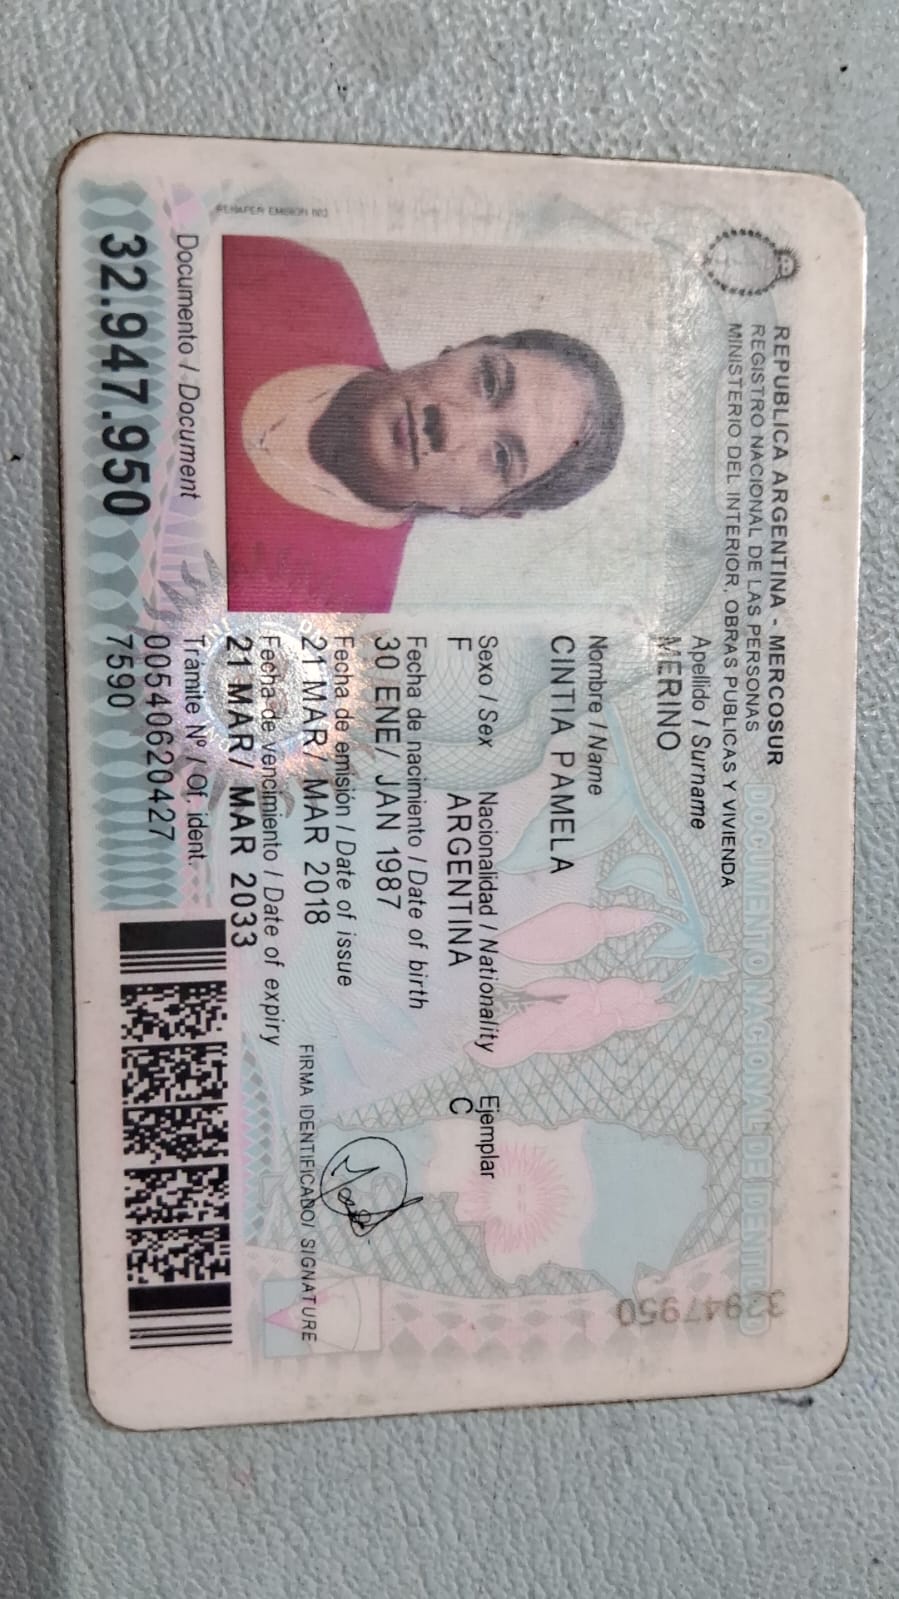 REPUBLICA ARGENTINA - MERCOSUR
REGISTRO NACIONAL DE LAS PERSONAS
MINISTERIO DEL INTERIOR, OBRAS PUBLICAS Y VIVIENDA
DOCUMENTO NACIONAL DE IDENTIDAD
Apellido / Surname
MERINO
Nombre / Name
CINTIA PAMELA
Sexo / Sex Nacionalidad / Nationality Ejemplar
F ARGENTINA C
Fecha de nacimiento / Date of birth
30 ENE/ JAN 1987
Fecha de emisión / Date of issue
21 MAR/ MAR 2018
Fecha de vencimiento / Date of expiry
21 MAR/ MAR 2033
FIRMA IDENTIFICADO/ SIGNATURE
Trámite Nº / Of. ident.
00540620427
7590
Documento / Document
32.947.950
32947950